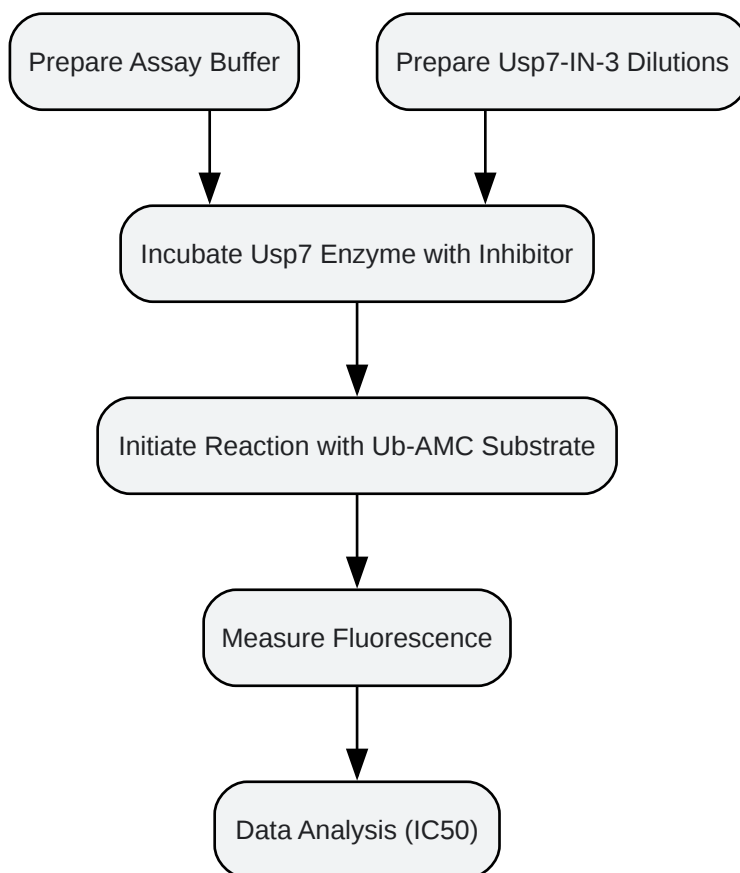 Prepare Assay Buffer
Prepare Usp7-IN-3 Dilutions
Incubate Usp7 Enzyme with Inhibitor
Initiate Reaction with Ub-AMC Substrate
Measure Fluorescence
Data Analysis (IC50)